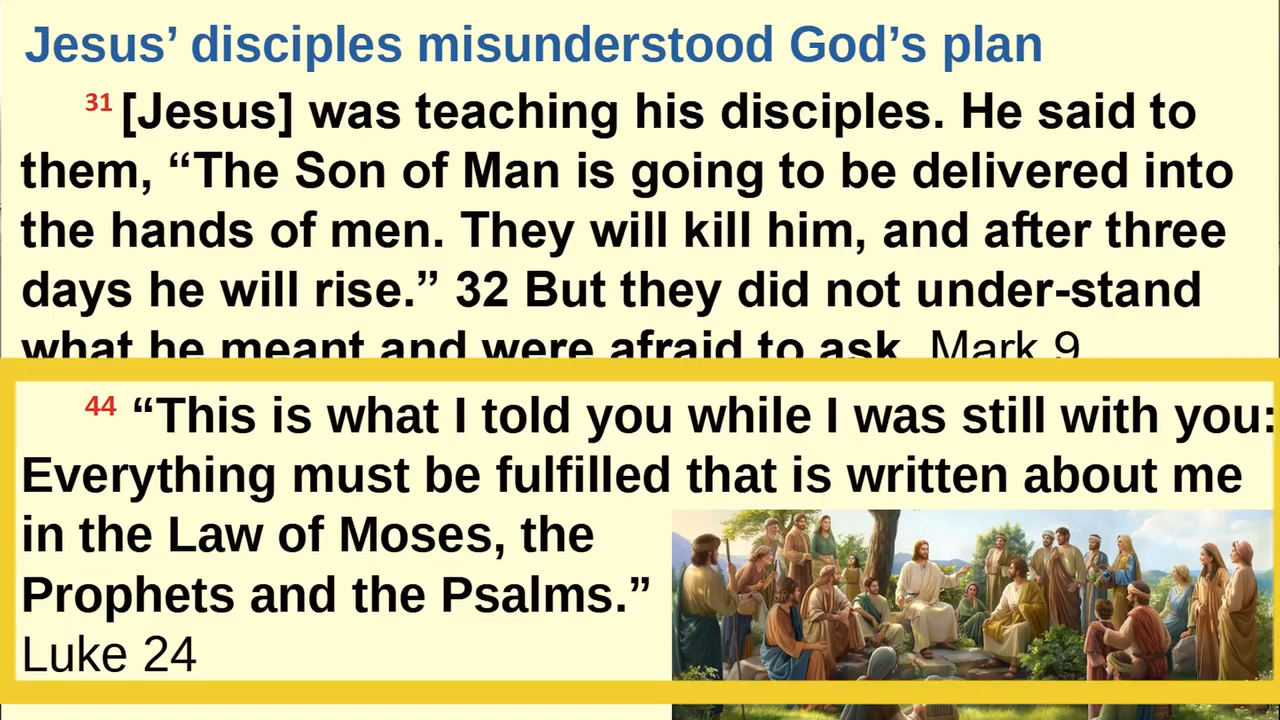 Jesus’ disciples misunderstood God’s plan
31 [Jesus] was teaching his disciples. He said to
them, “The Son of Man is going to be delivered into
the hands of men. They will kill him, and after three
days he will rise.” 32 But they did not under-stand
what he meant and were afraid to ask Mark 9
44 “This is what I told you while I was still with you:
Everything must be fulfilled that is written about me
in the Law of Moses, the
Prophets and the Psalms.”
Luke 24